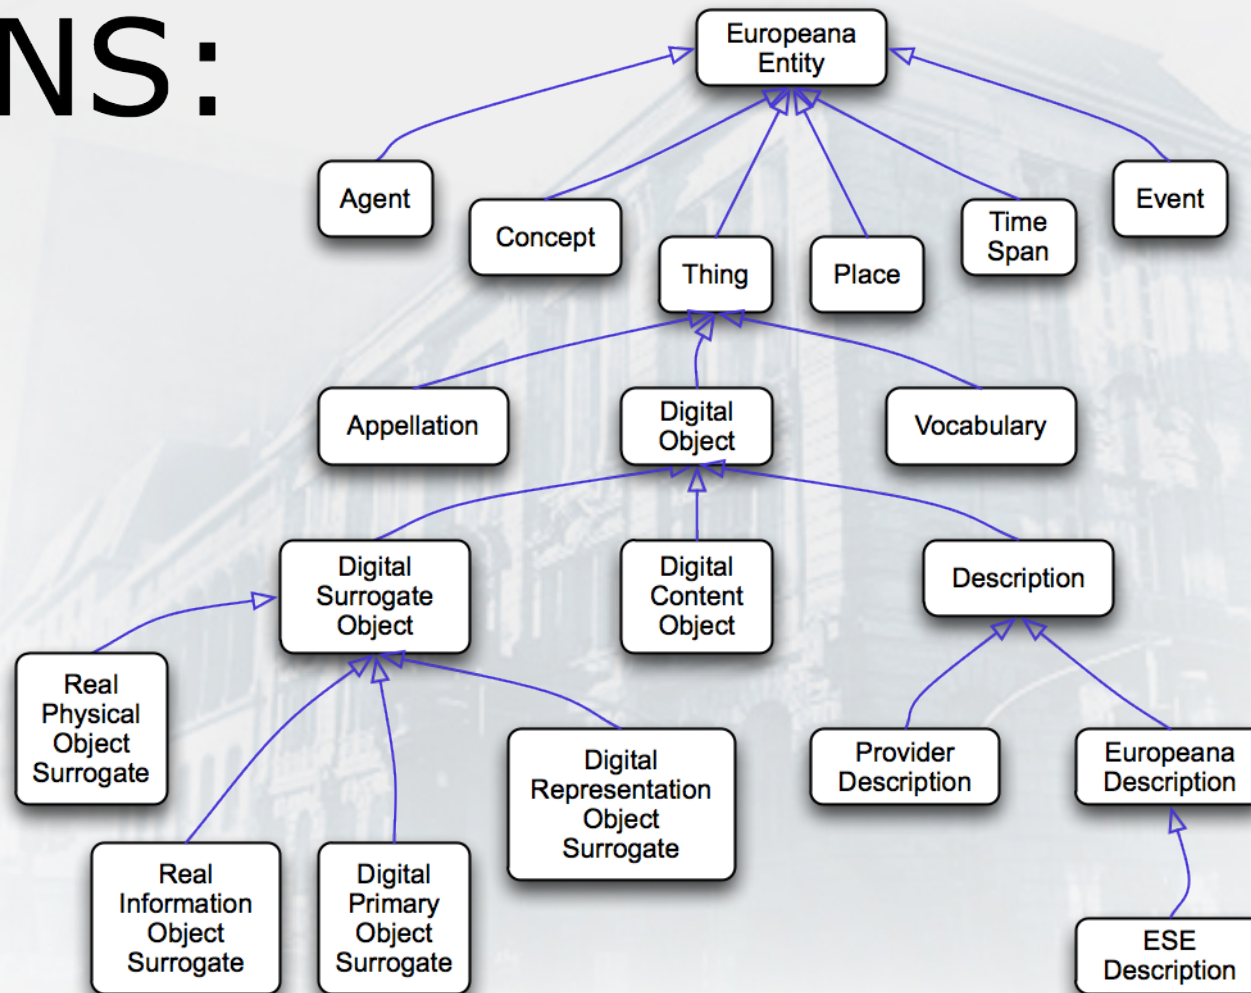 NS:
Europeana
Entity
Agent
Concept
Thing
Place
Time
Span
Event
Appellation
Digital
Object
Vocabulary
Digital
Surrogate
Object
Digital
Content
Object
Description
Real
Physical
Object
Surrogate
Digital
Representation
Object
Surrogate
Provider
Description
Europeana
Description
Real
Information
Object
Surrogate
Digital
Primary
Object
Surrogate
ESE
Description